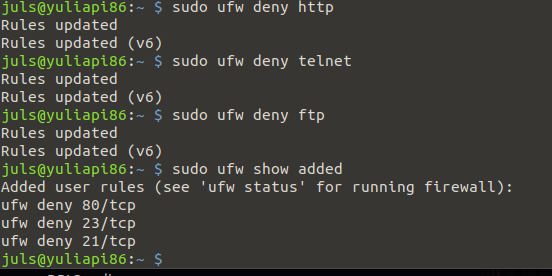 juls@yuliapi86:~ $ sudo ufw deny http
Rules updated
Rules updated (v6)
juls@yuliapi86:~ $ sudo ufw deny telnet
Rules updated
Rules updated (v6)
juls@yuliapi86:~ $ sudo ufw deny ftp
Rules updated
Rules updated (v6)
juls@yuliapi86:~ $ sudo ufw show added
Added user rules (see 'ufw status' for running firewall):
ufw deny 80/tcp
ufw deny 23/tcp
ufw deny 21/tcp
juls@yuliapi86:~ $